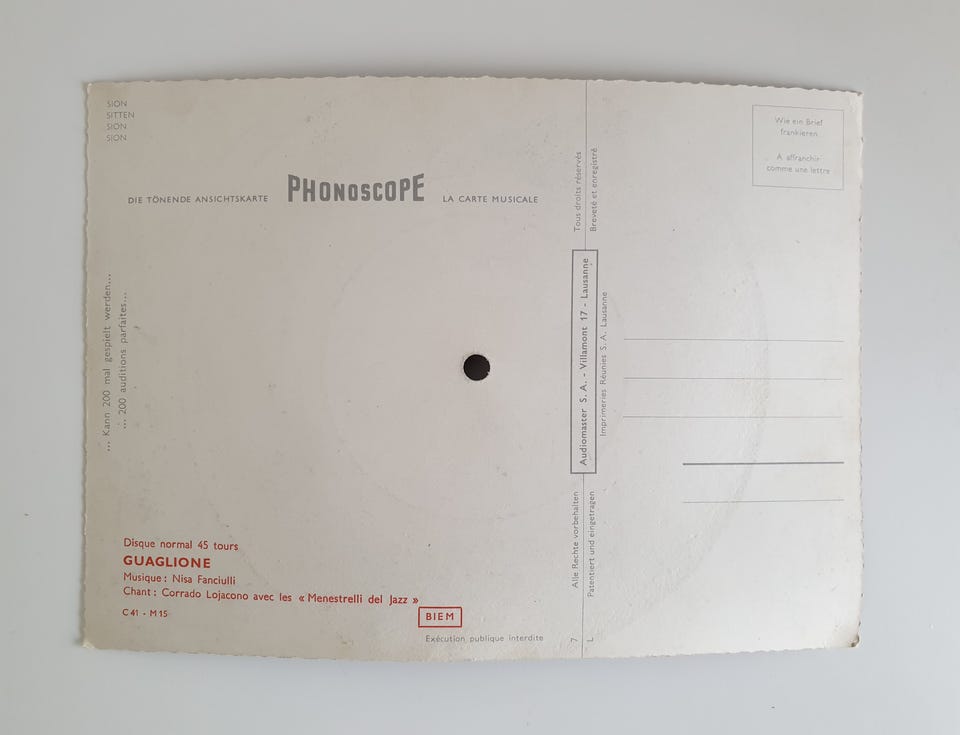 SION
SITTEN
SION
SION
DIE TÖNENDE ANSICHTSKARTE PHONOSCOPE LA CARTE MUSICALE
Wie ein Brief
frankieren
A affranchir
comme une lettre
... Kann 200 mal gespielt werden...
... 200 auditions parfaites...
Tous droits réservés
Breveté et enregistré
Audiomaster S. A. - Villamont 17 - Lausanne
Imprimeries Réunies S. A. Lausanne
Alle Rechte vorbehalten
Patentiert und eingetragen
Disque normal 45 tours
GUAGLIONE
Musique : Nisa Fanciulli
Chant : Corrado Lojacono avec les « Menestrelli del Jazz »
C 41 - M 15
BIEM
Exécution publique interdite
7
L